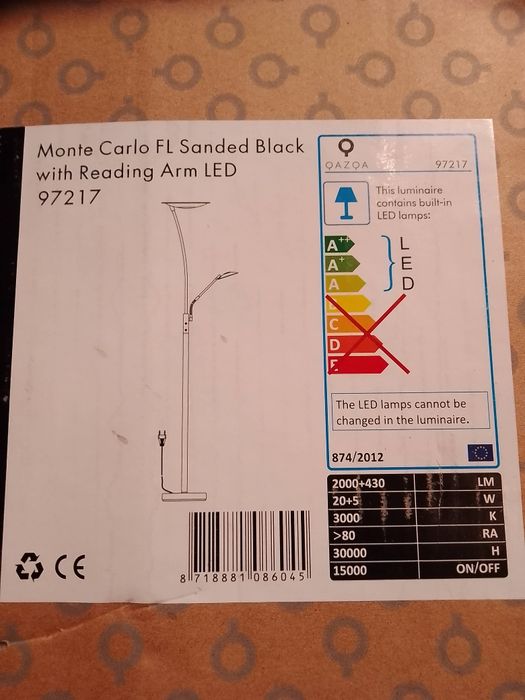 Monte Carlo FL Sanded Black
with Reading Arm LED
97217
QAZQA 97217
This luminaire
contains built-in
LED lamps:
A++ L
A+ E
A D
C
D
E
The LED lamps cannot be
changed in the luminaire.
874/2012
2000+430 LM
20+5 W
3000 K
>80 RA
30000 H
15000 ON/OFF
CE
8 718881 086045